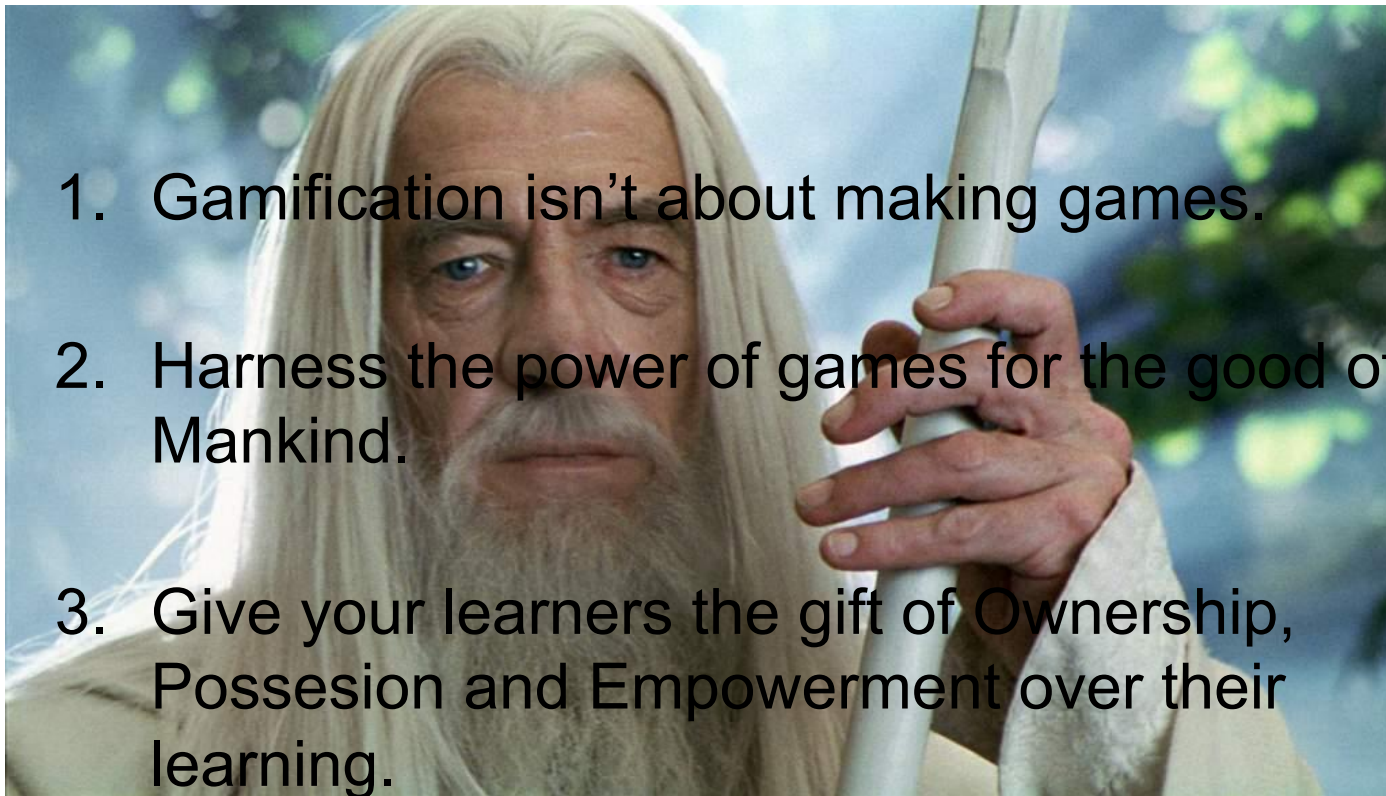 1. Gamification isn’t about making games.
2. Harness the power of games for the good of
Mankind.
3. Give your learners the gift of Ownership,
Possesion and Empowerment over their
learning.